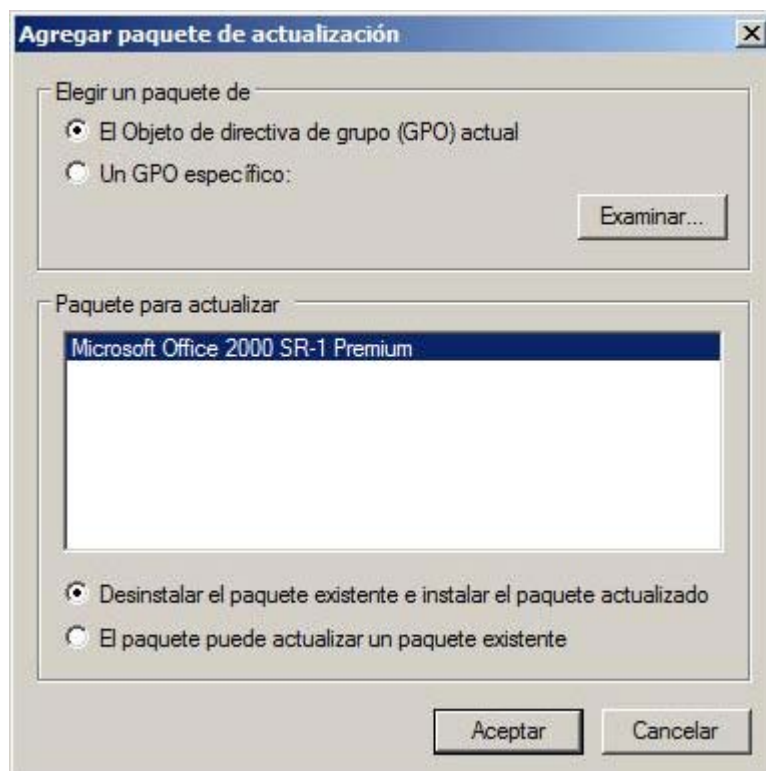 Agregar paquete de actualización
Elegir un paquete de
El Objeto de directiva de grupo (GPO) actual
Un GPO específico:
Examinar...
Paquete para actualizar
Microsoft Office 2000 SR-1 Premium
Desinstalar el paquete existente e instalar el paquete actualizado
El paquete puede actualizar un paquete existente
Aceptar
Cancelar